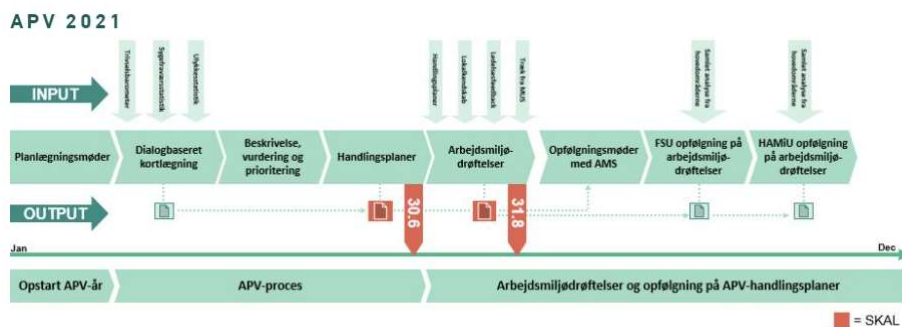 APV 2021
INPUT
Trivselsbarometer
Sygefraværsstatistik
Ulykkesstatistik
Handlingsplaner
Lokalkendskab
Ledelsesfeedback
Træk fra MUS
Samlet analyse fra
hovedområderne
Samlet analyse fra
hovedområderne
Planlægningsmøder
Dialogbaseret
kortlægning
Beskrivelse,
vurdering og
prioritering
Handlingsplaner
Arbejdsmiljø-
drøftelser
Opfølgningsmøder
med AMS
FSU opfølgning på
arbejdsmiljø-
drøftelser
HAMiU opfølgning
på arbejdsmiljø-
drøftelser
OUTPUT
30.6
31.8
Jan
Dec
Opstart APV-år
APV-proces
Arbejdsmiljødrøftelser og opfølgning på APV-handlingsplaner
= SKAL